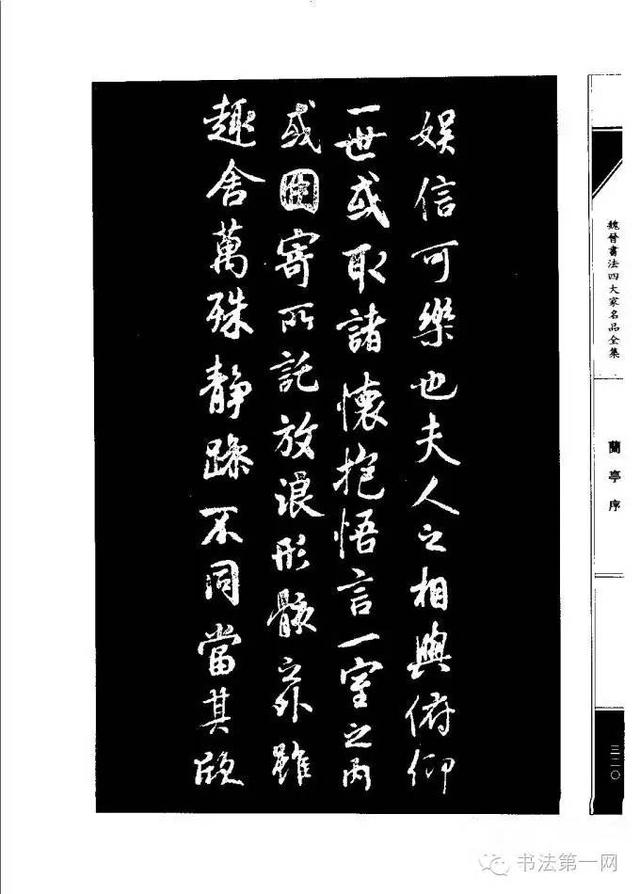 娱信可樂也夫人之相與俯仰
一世或取諸懷抱悟言一室之內
或因寄所託放浪形骸之外雖
趣舍萬殊静躁不同當其欣
魏晉書法四大家名品全集
蘭亭序
三二〇
书法第一网